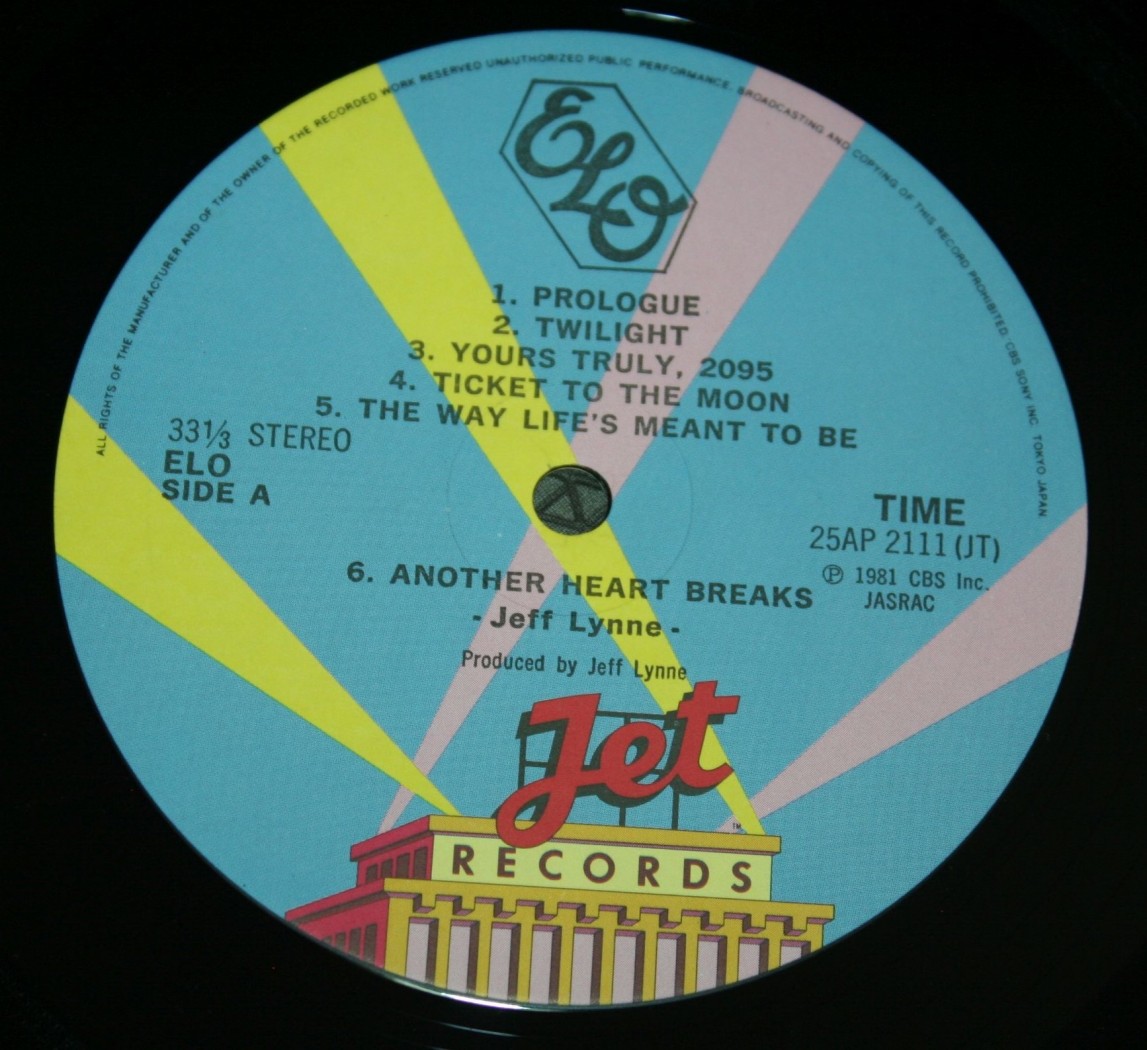 ALL RIGHTS OF THE MANUFACTURER AND OF THE OWNER OF THE RECORDED WORK RESERVED UNAUTHORIZED PUBLIC PERFORMANCE, BROADCASTING AND COPYING OF THIS RECORD PROHIBITED: CBS SONY INC. TOKYO JAPAN
ELO
1. PROLOGUE
2. TWILIGHT
3. YOURS TRULY, 2095
4. TICKET TO THE MOON
5. THE WAY LIFE'S MEANT TO BE
33⅓ STEREO
ELO
SIDE A
TIME
25AP 2111 (JT)
℗ 1981 CBS Inc.
JASRAC
6. ANOTHER HEART BREAKS
- Jeff Lynne -
Produced by Jeff Lynne
Jet
TM
RECORDS